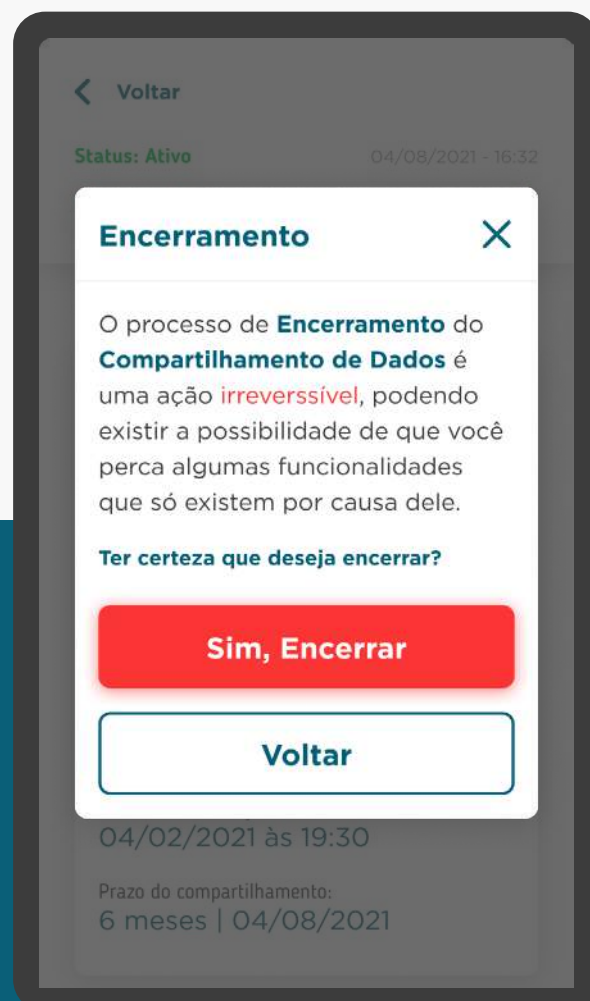 Voltar
Status: Ativo 04/08/2021 - 16:32
Encerramento
O processo de Encerramento do
Compartilhamento de Dados é
uma ação irreverssível, podendo
existir a possibilidade de que você
perca algumas funcionalidades
que só existem por causa dele.
Ter certeza que deseja encerrar?
Sim, Encerrar
Voltar
04/02/2021 às 19:30
Prazo do compartilhamento:
6 meses | 04/08/2021